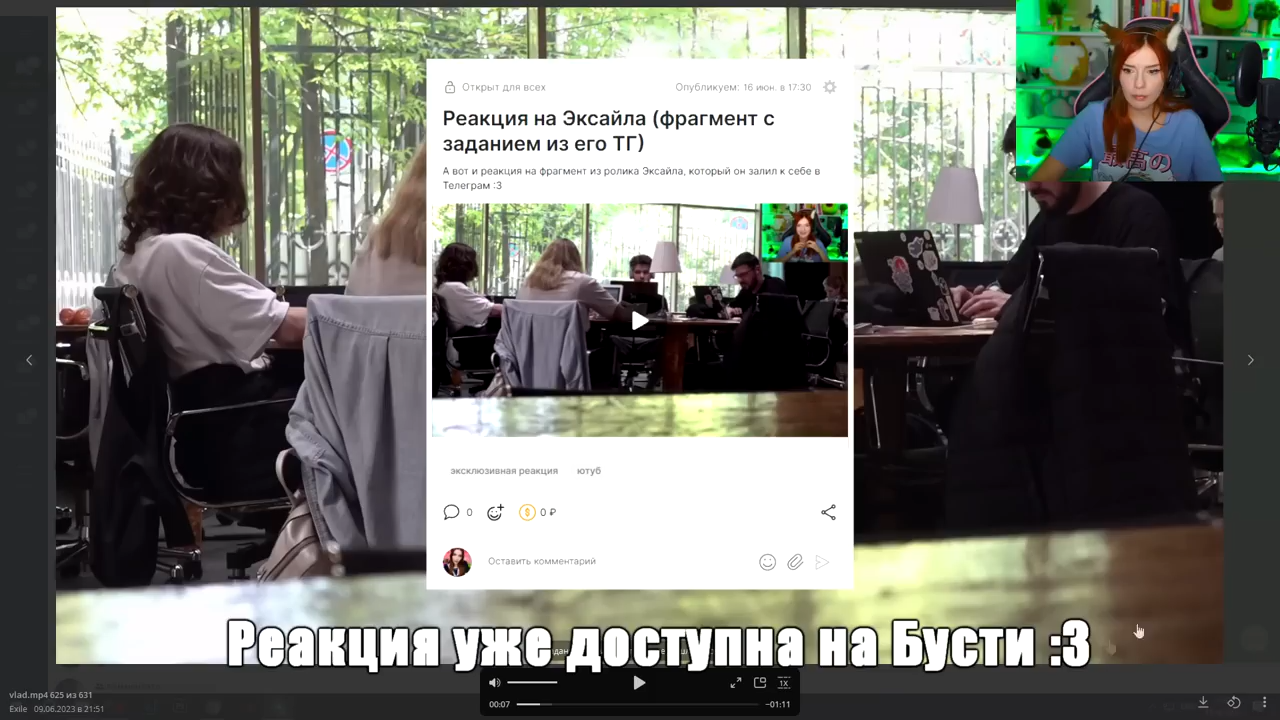 Открыт для всех
Опубликуем: 16 июн. в 17:30
Реакция на Эксайла (фрагмент с
заданием из его ТГ)
А вот и реакция на фрагмент из ролика Эксайла, который он залил к себе в
Телеграм :3
эксклюзивная реакция ютуб
0
0 ₽
Оставить комментарий
最高の
Реакция уже доступна на Бусти :3
1X
00:07
−01:11
vlad.mp4 625 из 631
Exile 09.06.2023 в 21:51